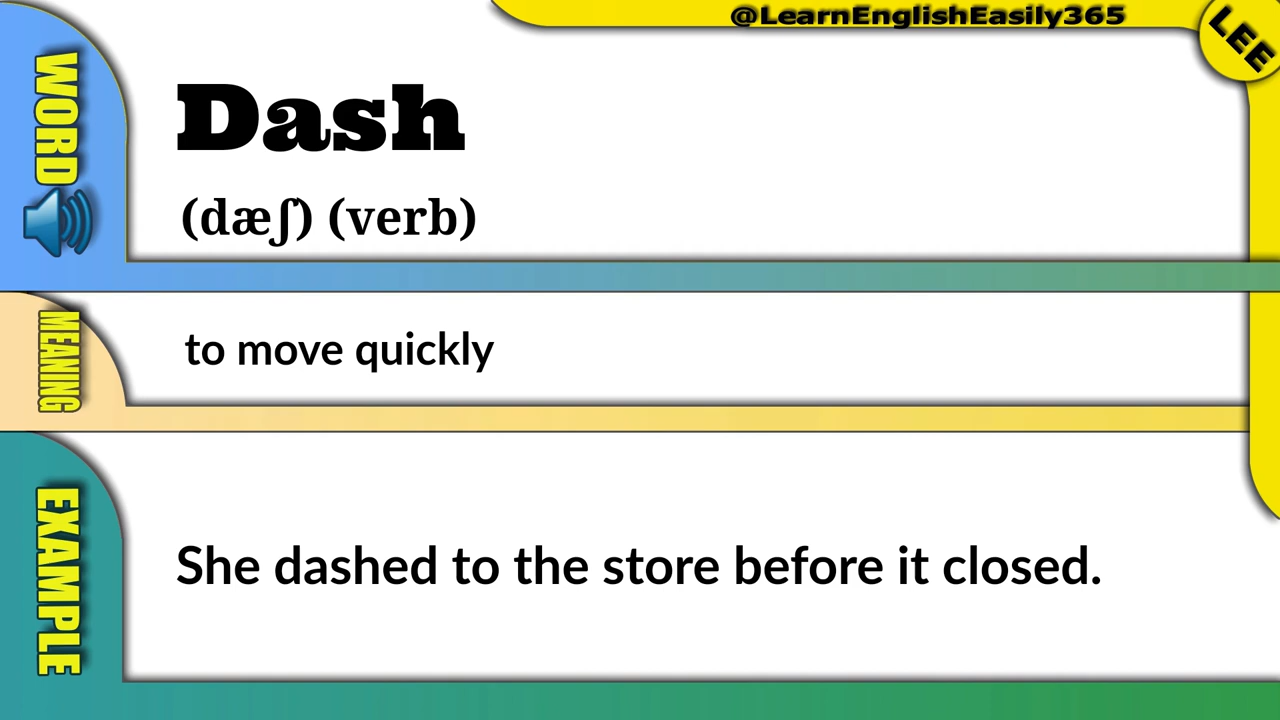 @LearnEnglishEasily365
LEE
WORD
Dash
(dæʃ) (verb)
MEANING
to move quickly
EXAMPLE
She dashed to the store before it closed.